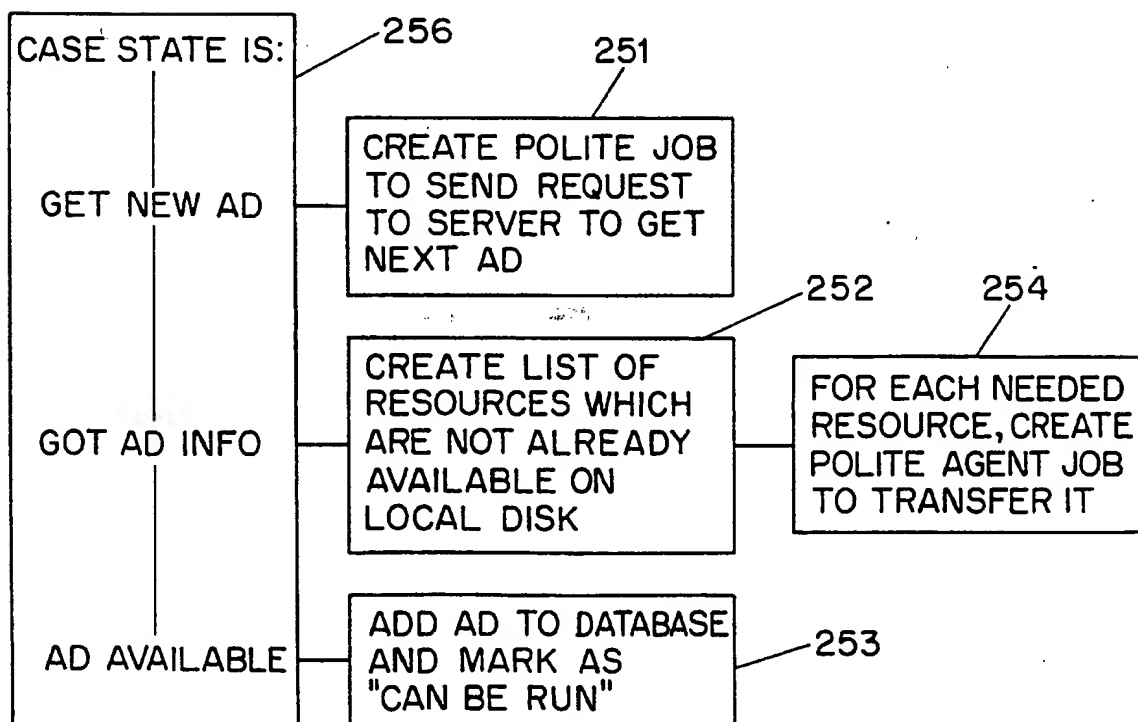 CASE STATE IS:
256
251
CREATE POLITE JOB
TO SEND REQUEST
TO SERVER TO GET
NEXT AD
GET NEW AD
252
254
CREATE LIST OF
RESOURCES WHICH
ARE NOT ALREADY
AVAILABLE ON
LOCAL DISK
FOR EACH NEEDED
RESOURCE, CREATE
POLITE AGENT JOB
TO TRANSFER IT
GOT AD INFO
ADD AD TO DATABASE
AND MARK AS
"CAN BE RUN"
253
AD AVAILABLE